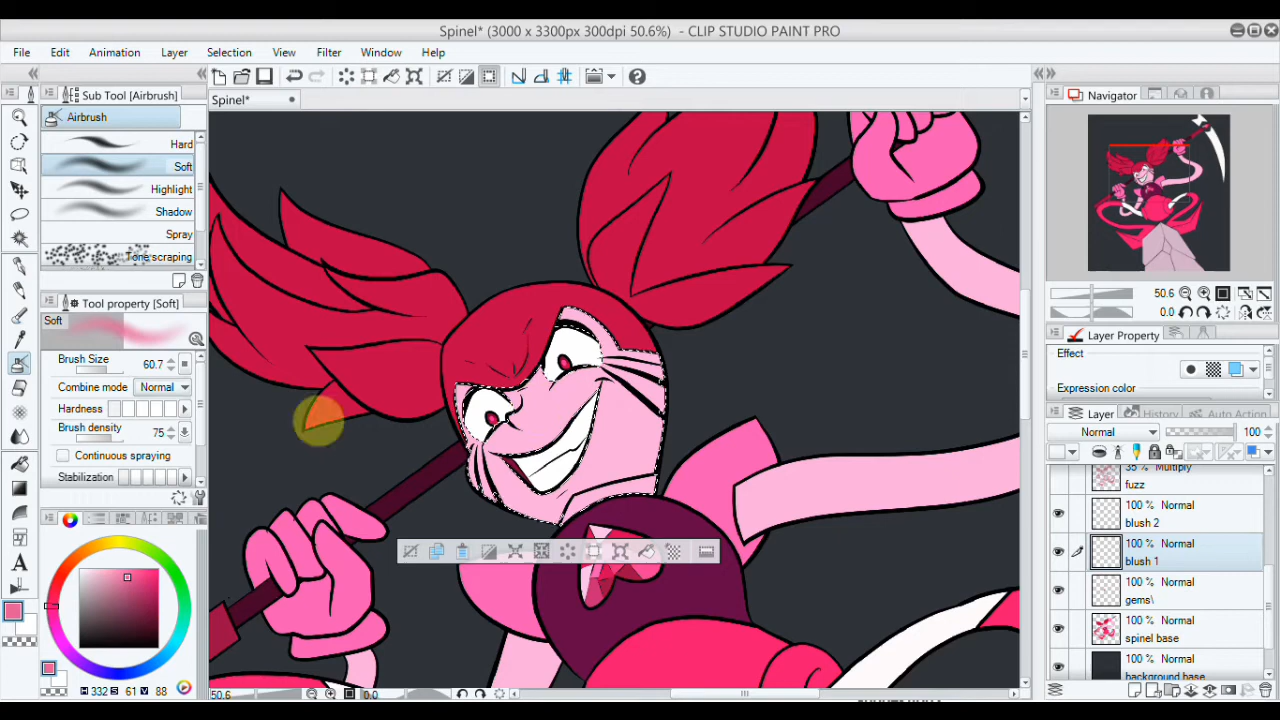 Spinel* (3000 x 3300px 300dpi 50.6%) - CLIP STUDIO PAINT PRO
File Edit Animation Layer Selection View Filter Window Help
Sub Tool [Airbrush]
Spinel*
Navigator
Airbrush
Hard
Soft
Highlight
Shadow
Spray
Tone scraping
Tool property [Soft]
Soft
Brush Size 60.7
Combine mode Normal
Hardness
Brush density 75
Continuous spraying
Stabilization
332 S 61 V 88
50.6 0.0
50.6
0.0
Layer Property
Effect
Expression color
Layer History Auto Action
Normal 100
35 % Multiply
fuzz
100 % Normal
blush 2
100 % Normal
blush 1
100 % Normal
gems\
100 % Normal
spinel base
100 % Normal
background base